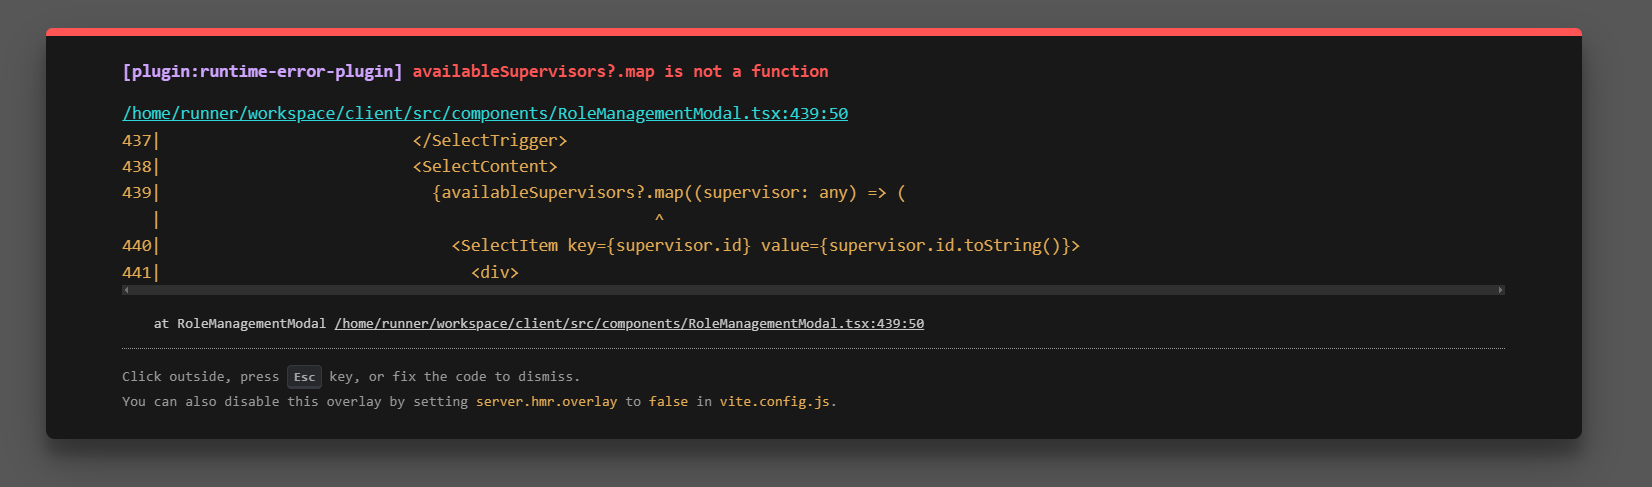 [plugin:runtime-error-plugin] availableSupervisors?.map is not a function
/home/runner/workspace/client/src/components/RoleManagementModal.tsx:439:50
437|                          </SelectTrigger>
438|                          <SelectContent>
439|                            {availableSupervisors?.map((supervisor: any) => (
   |                                                   ^
440|                              <SelectItem key={supervisor.id} value={supervisor.id.toString()}>
441|                                <div>
at RoleManagementModal /home/runner/workspace/client/src/components/RoleManagementModal.tsx:439:50
Click outside, press Esc key, or fix the code to dismiss.
You can also disable this overlay by setting server.hmr.overlay to false in vite.config.js.